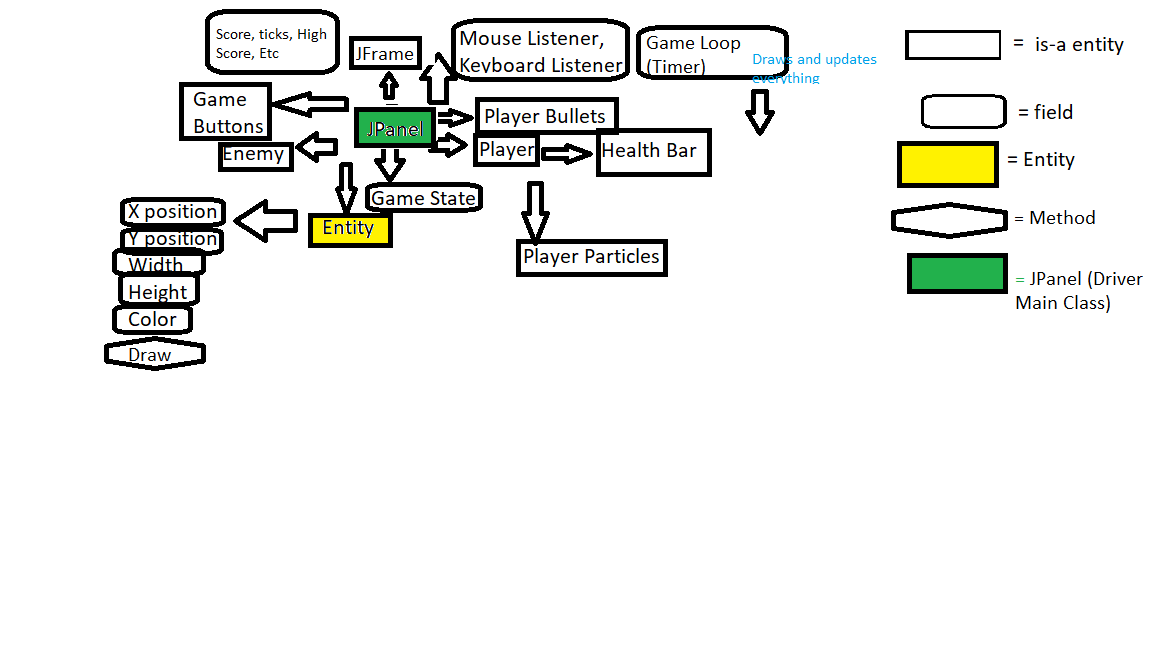 Score, ticks, High
Score, Etc
JFrame
Mouse Listener,
Keyboard Listener
Game Loop
(Timer)
Draws and updates
everything
Game
Buttons
JPanel
Player Bullets
Enemy
Player
Health Bar
Game State
Entity
X position
Y position
Width
Height
Color
Draw
Player Particles
= is-a entity
= field
= Entity
= Method
= JPanel (Driver
Main Class)